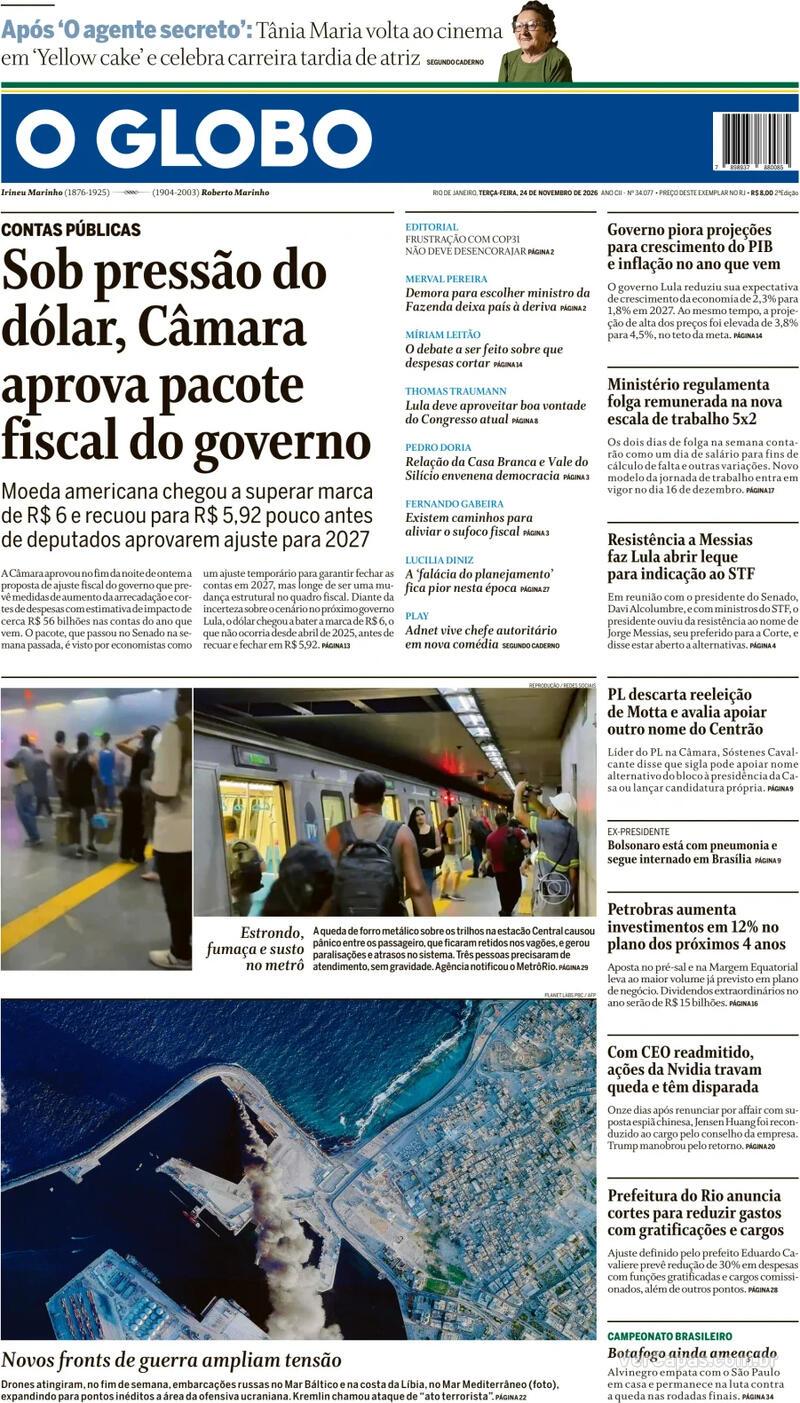 Após ‘O agente secreto’: Tânia Maria volta ao cinema
em ‘Yellow cake’ e celebra carreira tardia de atriz SEGUNDO CADERNO
O GLOBO
7 898937 880085
Irineu Marinho (1876-1925) (1904-2003) Roberto Marinho
RIO DE JANEIRO, TERÇA-FEIRA, 24 DE NOVEMBRO DE 2026 ANO CII - Nº 34.077 • PREÇO DESTE EXEMPLAR NO RJ • R$ 8,00 2ª Edição
CONTAS PÚBLICAS
Sob pressão do
dólar, Câmara
aprova pacote
fiscal do governo
Moeda americana chegou a superar marca
de R$ 6 e recuou para R$ 5,92 pouco antes
de deputados aprovarem ajuste para 2027
A Câmara aprovou no fim da noite de ontem a
proposta de ajuste fiscal do governo que pre-
vê medidas de aumento da arrecadação e cor-
tes de despesas com estimativa de impacto de
cerca R$ 56 bilhões nas contas do ano que
vem. O pacote, que passou no Senado na se-
mana passada, é visto por economistas como
um ajuste temporário para garantir fechar as
contas em 2027, mas longe de ser uma mu-
dança estrutural no quadro fiscal. Diante da
incerteza sobre o cenário no próximo governo
Lula, o dólar chegou a bater a marca de R$ 6, o
que não ocorria desde abril de 2025, antes de
recuar e fechar em R$ 5,92. PÁGINA 13
EDITORIAL
FRUSTRAÇÃO COM COP31
NÃO DEVE DESENCORAJAR PÁGINA 2
MERVAL PEREIRA
Demora para escolher ministro da
Fazenda deixa país à deriva PÁGINA 2
MÍRIAM LEITÃO
O debate a ser feito sobre que
despesas cortar PÁGINA 14
THOMAS TRAUMANN
Lula deve aproveitar boa vontade
do Congresso atual PÁGINA 8
PEDRO DORIA
Relação da Casa Branca e Vale do
Silício envenena democracia PÁGINA 3
FERNANDO GABEIRA
Existem caminhos para
aliviar o sufoco fiscal PÁGINA 3
LUCILIA DINIZ
A ‘falácia do planejamento’
fica pior nesta época PÁGINA 27
PLAY
Adnet vive chefe autoritário
em nova comédia SEGUNDO CADERNO
Governo piora projeções
para crescimento do PIB
e inflação no ano que vem
O governo Lula reduziu sua expectativa
de crescimento da economia de 2,3% para
1,8% em 2027. Ao mesmo tempo, a proje-
ção de alta dos preços foi elevada de 3,8%
para 4,5%, no teto da meta. PÁGINA 14
Ministério regulamenta
folga remunerada na nova
escala de trabalho 5x2
Os dois dias de folga na semana conta-
rão como um dia de salário para fins de
cálculo de falta e outras variações. Novo
modelo da jornada de trabalho entra em
vigor no dia 16 de dezembro. PÁGINA 17
Resistência a Messias
faz Lula abrir leque
para indicação ao STF
Em reunião com o presidente do Senado,
Davi Alcolumbre, e com ministros do STF, o
presidente ouviu da resistência ao nome de
Jorge Messias, seu preferido para a Corte, e
disse estar aberto a alternativas. PÁGINA 4
PL descarta reeleição
de Motta e avalia apoiar
outro nome do Centrão
Líder do PL na Câmara, Sóstenes Caval-
cante disse que sigla pode apoiar nome
alternativo do bloco à presidência da Ca-
sa ou lançar candidatura própria. PÁGINA 9
EX-PRESIDENTE
Bolsonaro está com pneumonia e
segue internado em Brasília PÁGINA 9
Petrobras aumenta
investimentos em 12% no
plano dos próximos 4 anos
Aposta no pré-sal e na Margem Equatorial
leva ao maior volume já previsto em plano
de negócio. Dividendos extraordinários no
ano serão de R$ 15 bilhões. PÁGINA 16
Com CEO readmitido,
ações da Nvidia travam
queda e têm disparada
Onze dias após renunciar por affair com su-
posta espiã chinesa, Jensen Huang foi recon-
duzido ao cargo pelo conselho da empresa.
Trump manobrou pelo retorno. PÁGINA 20
Prefeitura do Rio anuncia
cortes para reduzir gastos
com gratificações e cargos
Ajuste definido pelo prefeito Eduardo Ca-
valiere prevê redução de 30% em despesas
com funções gratificadas e cargos comissi-
onados, além de outros pontos. PÁGINA 28
CAMPEONATO BRASILEIRO
Botafogo ainda ameaçado
Alvinegro empata com o São Paulo
em casa e permanece na luta contra
a queda nas rodadas finais. PÁGINA 34
vercapas.com.br
REPRODUÇÃO / REDES SOCIAIS
Estrondo,
fumaça e susto
no metrô
A queda de forro metálico sobre os trilhos na estacão Central causou
pânico entre os passageiro, que ficaram retidos nos vagões, e gerou
paralisações e atrasos no sistema. Três pessoas precisaram de
atendimento, sem gravidade. Agência notificou o MetrôRio. PÁGINA 29
PLANET LABS PBC / AFP
Novos fronts de guerra ampliam tensão
Drones atingiram, no fim de semana, embarcações russas no Mar Báltico e na costa da Líbia, no Mar Mediterrâneo (foto),
expandindo para pontos inéditos a área da ofensiva ucraniana. Kremlin chamou ataque de “ato terrorista”. PÁGINA 22